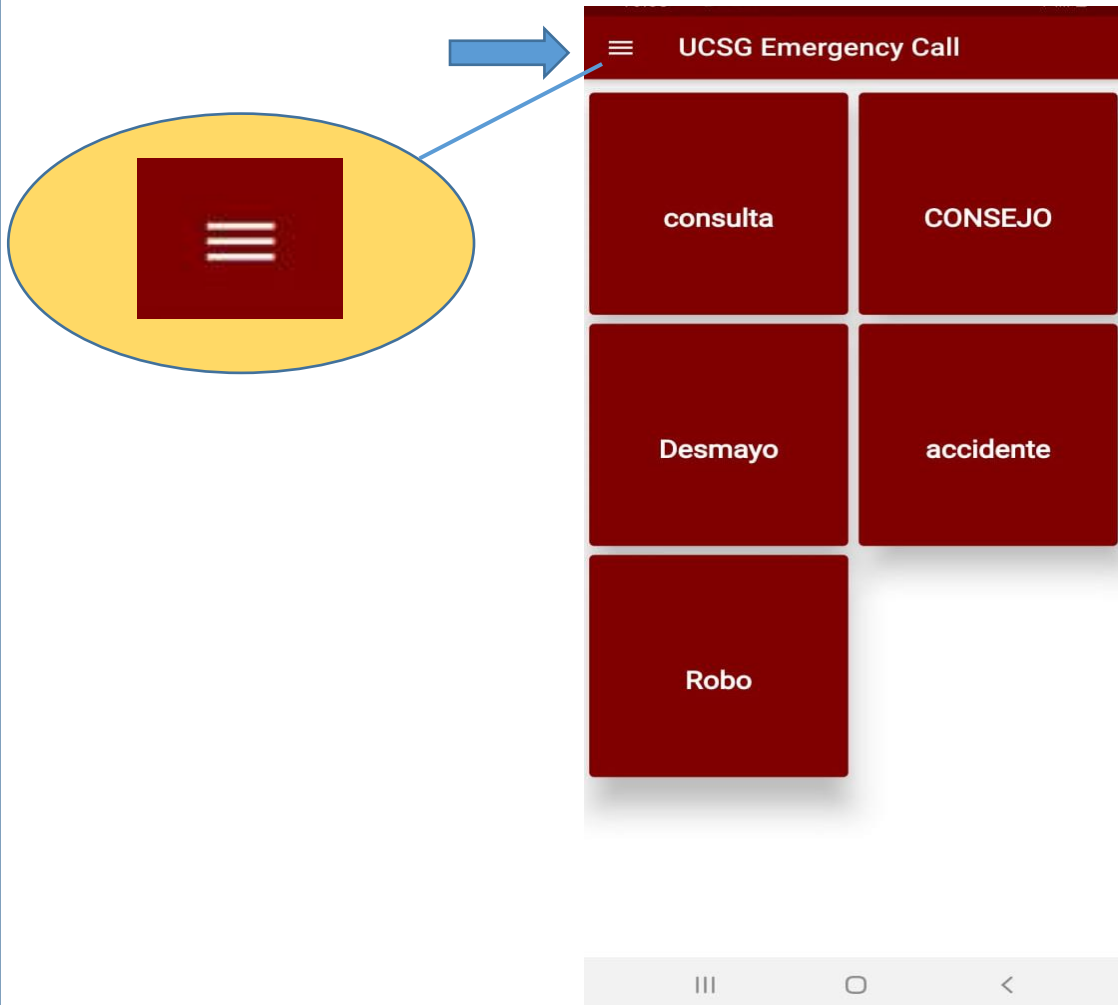 UCSG Emergency Call
consulta
CONSEJO
Desmayo
accidente
Robo